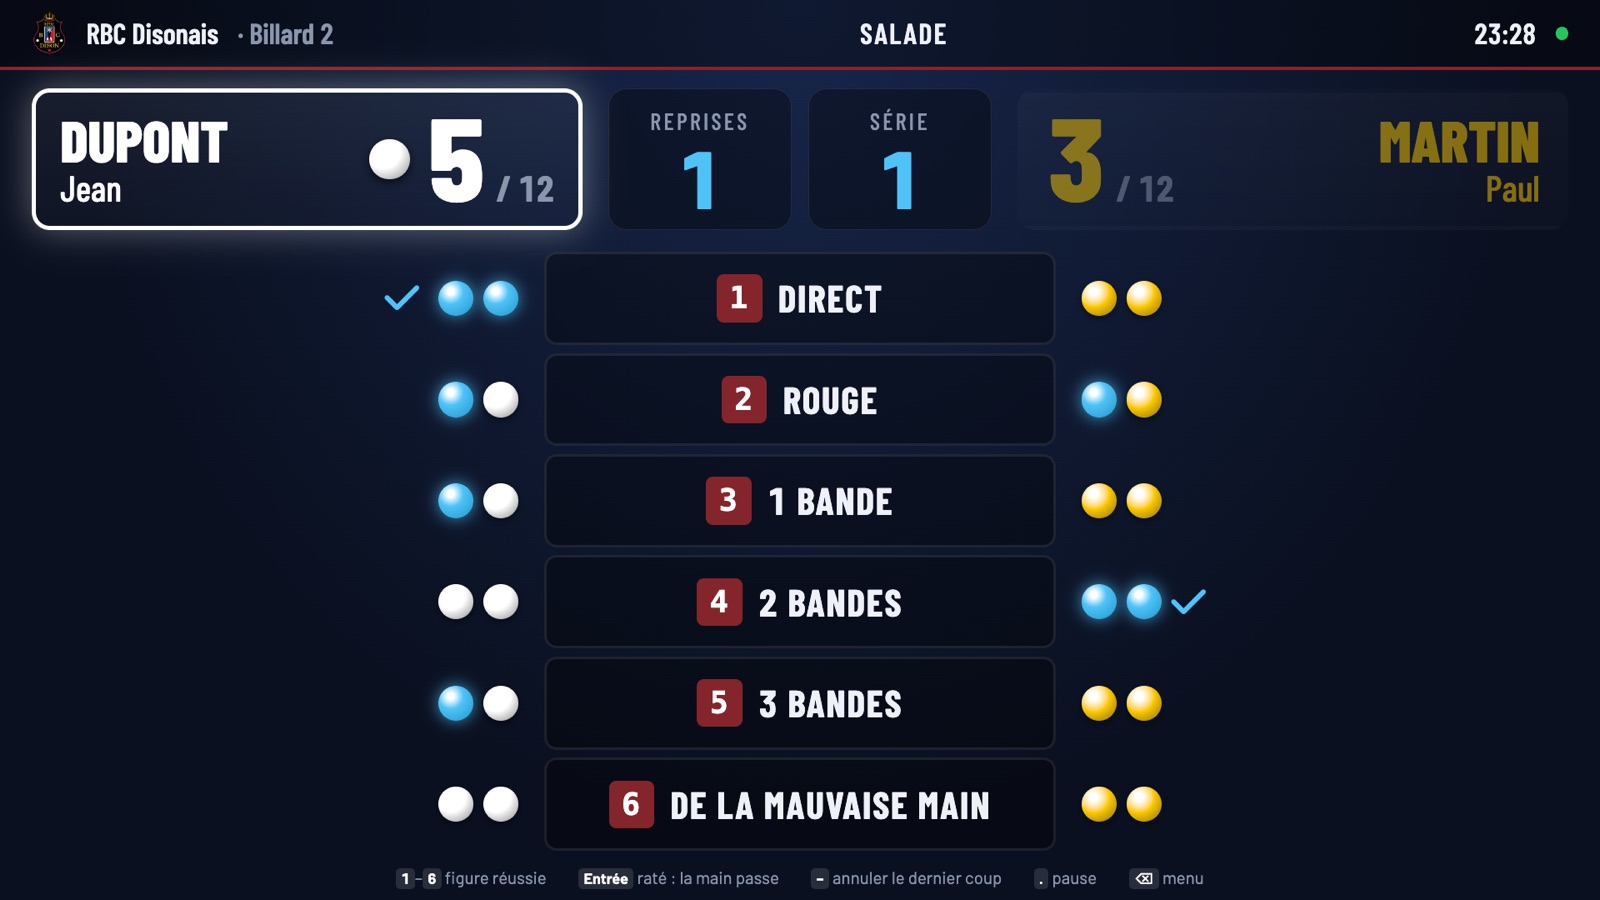 RBC Disonais · Billard 2
SALADE
23:28
DUPONT
Jean
5 / 12
REPRISES
1
SÉRIE
1
3 / 12
MARTIN
Paul
1 DIRECT
2 ROUGE
3 1 BANDE
4 2 BANDES
5 3 BANDES
6 DE LA MAUVAISE MAIN
1 – 6 figure réussie Entrée raté : la main passe – annuler le dernier coup . pause ⌫ menu